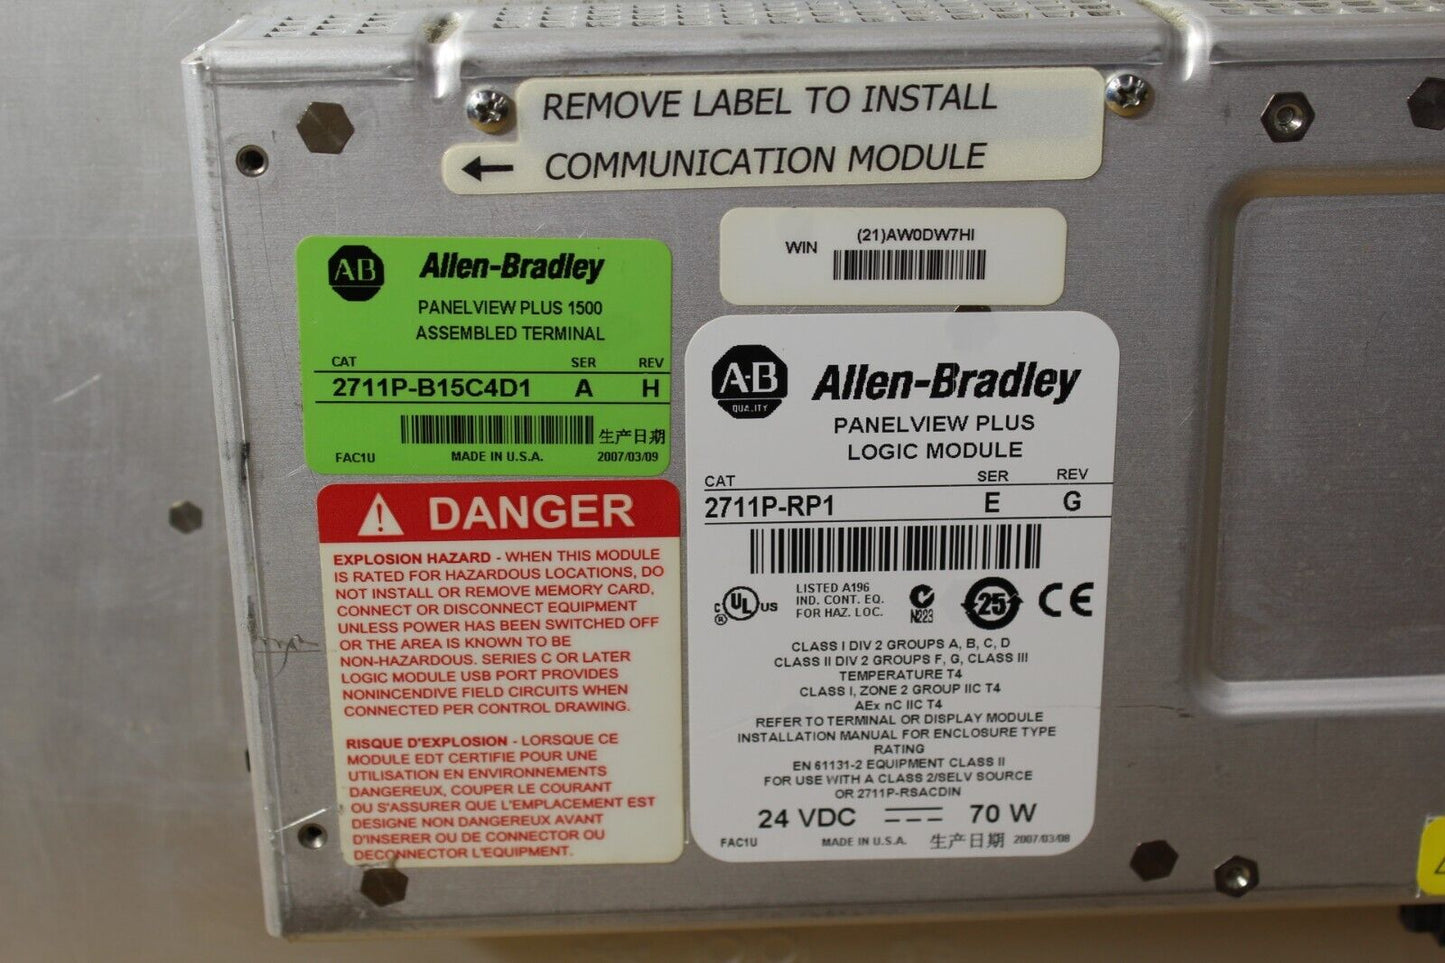 REMOVE LABEL TO INSTALL
← COMMUNICATION MODULE
WIN
(21)AW0DW7HI
AB Allen-Bradley
PANELVIEW PLUS 1500
ASSEMBLED TERMINAL
CAT SER REV
2711P-B15C4D1 A H
生产日期
FAC1U MADE IN U.S.A. 2007/03/09
DANGER
EXPLOSION HAZARD - WHEN THIS MODULE
IS RATED FOR HAZARDOUS LOCATIONS, DO
NOT INSTALL OR REMOVE MEMORY CARD,
CONNECT OR DISCONNECT EQUIPMENT
UNLESS POWER HAS BEEN SWITCHED OFF
OR THE AREA IS KNOWN TO BE
NON-HAZARDOUS. SERIES C OR LATER
LOGIC MODULE USB PORT PROVIDES
NONINCENDIVE FIELD CIRCUITS WHEN
CONNECTED PER CONTROL DRAWING.
RISQUE D'EXPLOSION - LORSQUE CE
MODULE EDT CERTIFIE POUR UNE
UTILISATION EN ENVIRONNEMENTS
DANGEREUX, COUPER LE COURANT
OU S'ASSURER QUE L'EMPLACEMENT EST
DESIGNE NON DANGEREUX AVANT
D'INSERER OU DE CONNECTOR OU
DECONNECTOR L'EQUIPMENT.
A-B
QUALITY
Allen-Bradley
PANELVIEW PLUS
LOGIC MODULE
CAT SER REV
2711P-RP1 E G
C UL US ®
LISTED A196
IND. CONT. EQ.
FOR HAZ. LOC.
N223
25
CE
CLASS I DIV 2 GROUPS A, B, C, D
CLASS II DIV 2 GROUPS F, G, CLASS III
TEMPERATURE T4
CLASS I, ZONE 2 GROUP IIC T4
AEx nC IIC T4
REFER TO TERMINAL OR DISPLAY MODULE
INSTALLATION MANUAL FOR ENCLOSURE TYPE
RATING
EN 61131-2 EQUIPMENT CLASS II
FOR USE WITH A CLASS 2/SELV SOURCE
OR 2711P-RSACDIN
24 VDC 70 W
FAC1U MADE IN U.S.A. 生产日期 2007/03/08